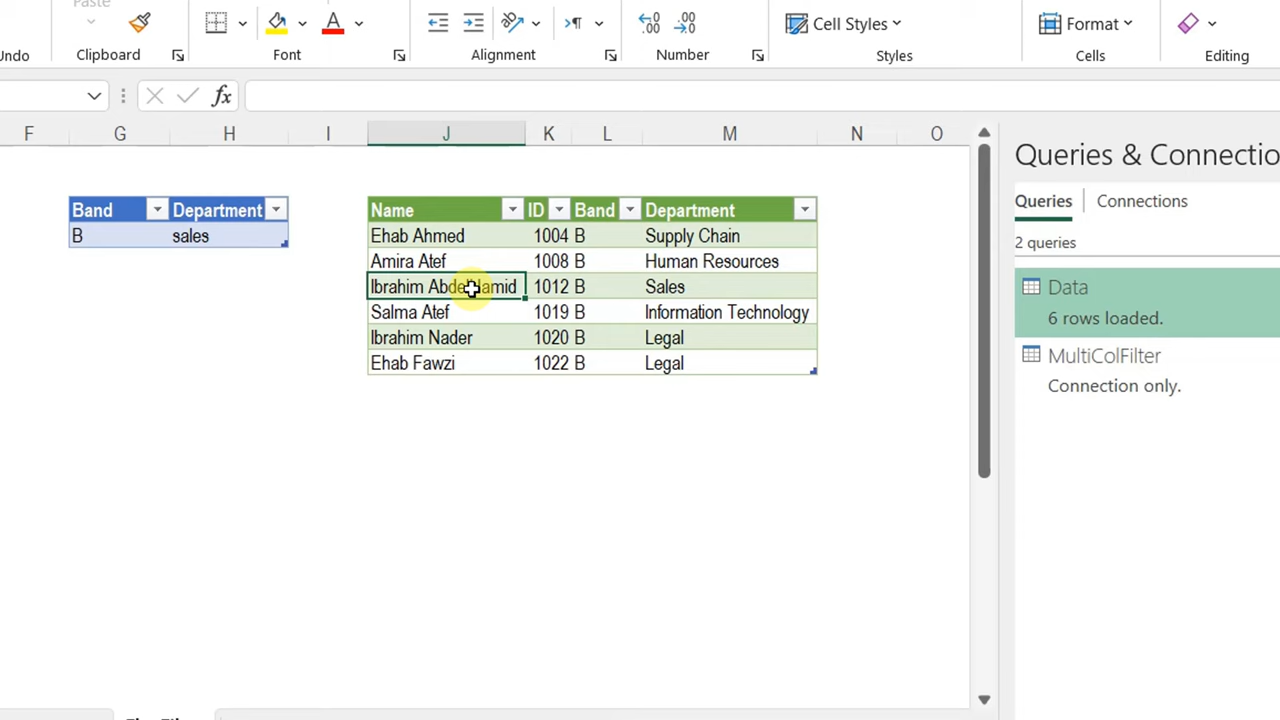 Paste
Cell Styles
Format
Undo
Clipboard
Font
Alignment
Number
Styles
Cells
Editing
fx
F G H I J K L M N O
Band Department
B sales
Name ID Band Department
Ehab Ahmed 1004 B Supply Chain
Amira Atef 1008 B Human Resources
Ibrahim AbdelHamid 1012 B Sales
Salma Atef 1019 B Information Technology
Ibrahim Nader 1020 B Legal
Ehab Fawzi 1022 B Legal
Queries & Connectio
Queries Connections
2 queries
Data
6 rows loaded.
MultiColFilter
Connection only.